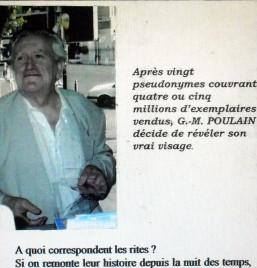 Après vingt
pseudonymes couvrant
quatre ou cinq
millions d'exemplaires
vendus, G.-M. POULAIN
décide de révéler son
vrai visage.
A quoi correspondent les rites ?
Si on remonte leur histoire depuis la nuit des temps,